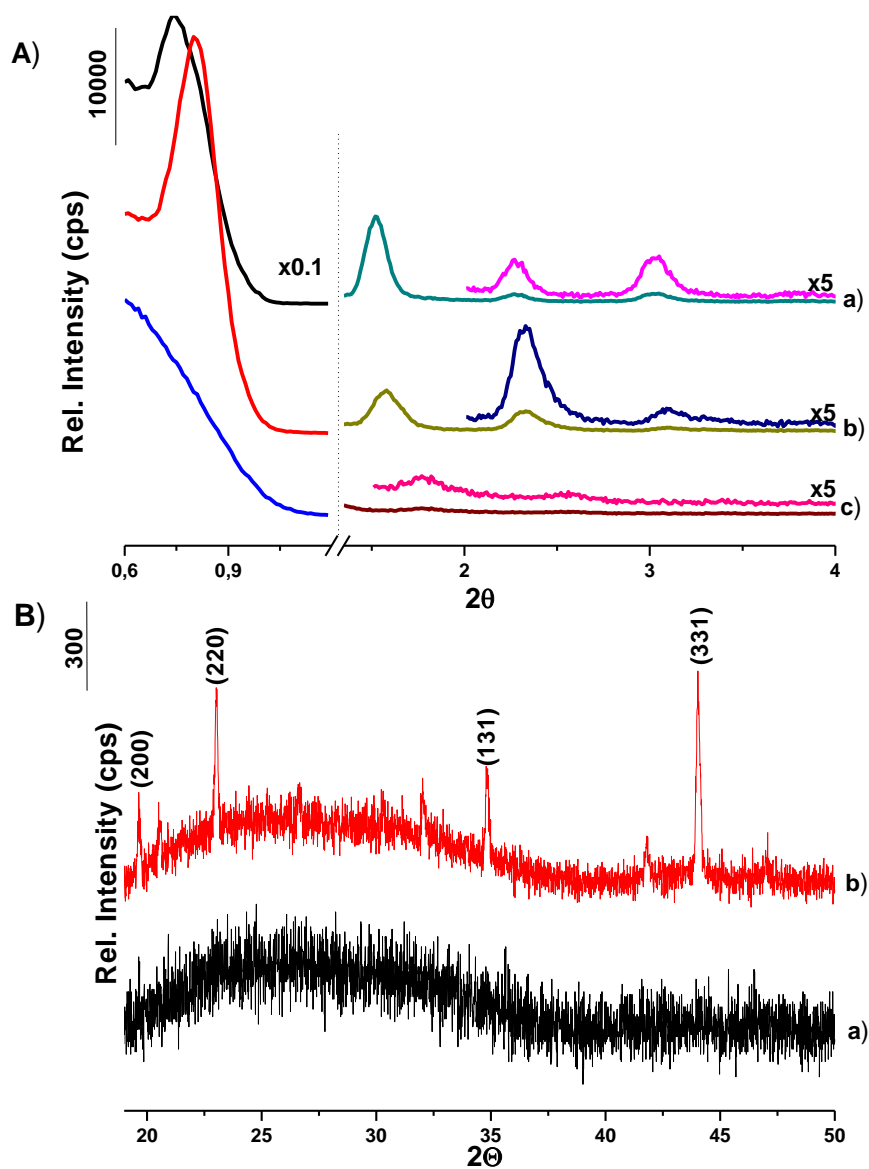 A)
10000
Rel. Intensity (cps)
x0.1
x5
a)
x5
b)
x5
c)
0,6 0,9 2 3 4
2θ
B)
300
Rel. Intensity (cps)
(200)
(220)
(131)
(331)
b)
a)
20 25 30 35 40 45 50
2Θ